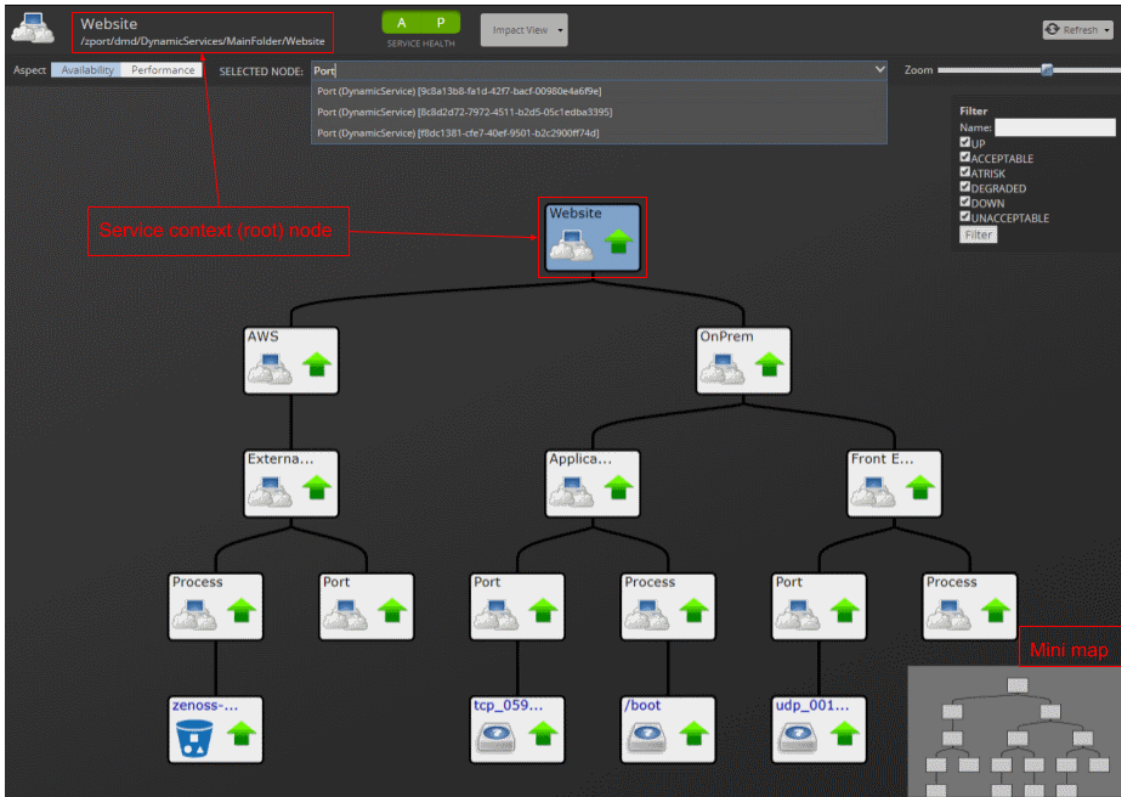 Website
/zport/dmd/DynamicServices/MainFolder/Website
A P
SERVICE HEALTH
Impact View
Refresh
Aspect Availability Performance
SELECTED NODE: Port
Zoom
Port (DynamicService) [9c8a13b8-fa1d-42f7-bacf-00980e4a6f9e]
Port (DynamicService) [8c8d2d72-7972-4511-b2d5-05c1edba3395]
Port (DynamicService) [f8dc1381-cfe7-40ef-9501-b2c2900ff74d]
Filter
Name:
UP
ACCEPTABLE
ATRISK
DEGRADED
DOWN
UNACCEPTABLE
Filter
Service context (root) node
Website
AWS
OnPrem
Externa...
Applica...
Front E...
Process
Port
Port
Process
Port
Process
Mini map
zenoss-...
tcp_059...
/boot
udp_001...